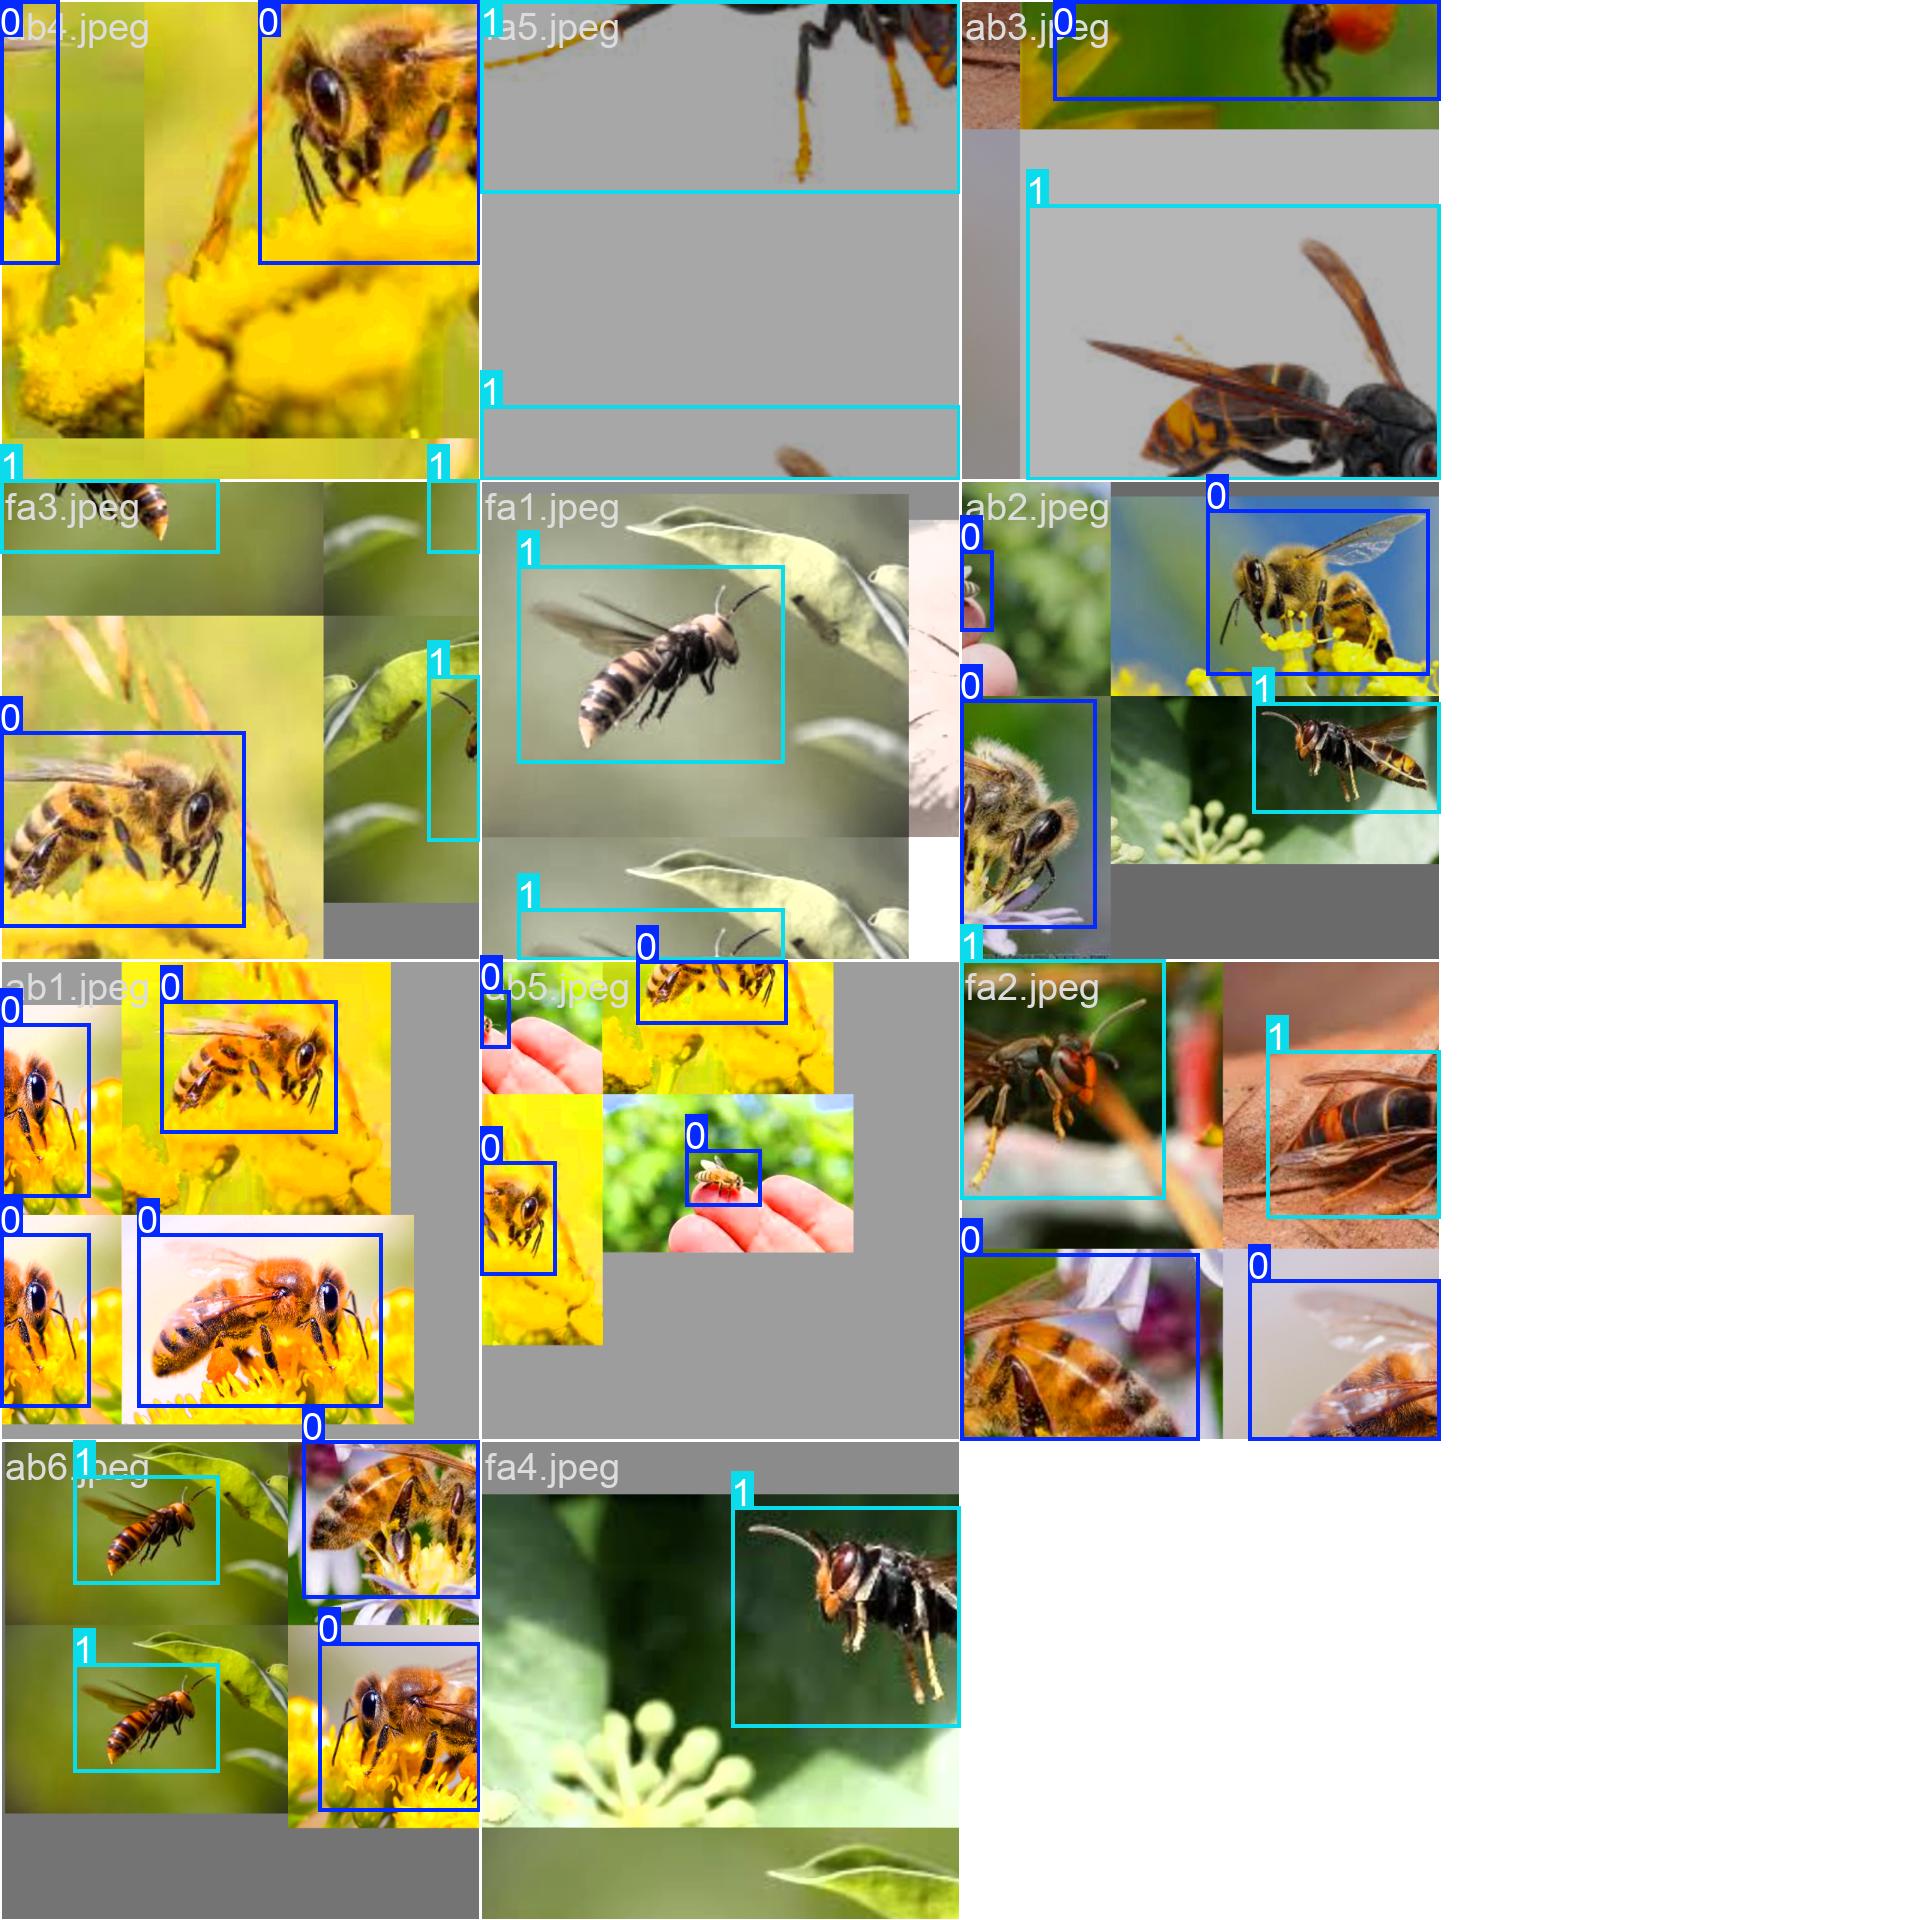 0 0 1
ab4.jpeg fa5.jpeg ab3.jpeg
0
1
1
1 1
fa3.jpeg fa1.jpeg ab2.jpeg
0
1 0
1 0 1
0
1 0
1
ab1.jpeg ab5.jpeg fa2.jpeg
0 0 0
1
0 0
0 0 0 0
0
ab6.jpeg fa4.jpeg
1 1
0
1